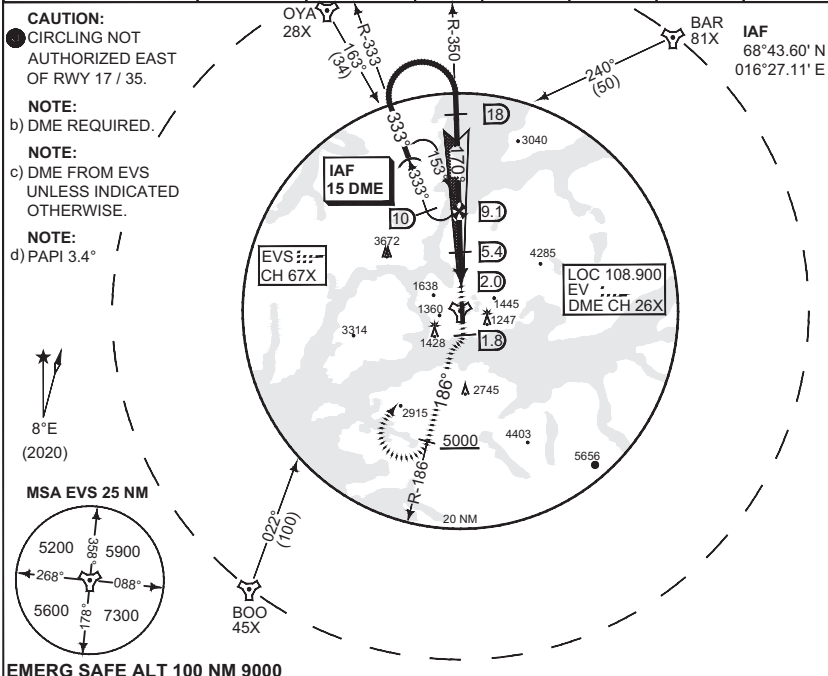 CAUTION:
CIRCLING NOT
AUTHORIZED EAST
OF RWY 17 / 35.
NOTE:
b) DME REQUIRED.
NOTE:
c) DME FROM EVS
UNLESS INDICATED
OTHERWISE.
NOTE:
d) PAPI 3.4°
OYA
28X
163°
(34)
R-333
R-350
BAR
81X
IAF
68°43.60' N
016°27.11' E
240°
(50)
18
3040
333°
153°
170°
333°
IAF
15 DME
10
9.1
3672
EVS
CH 67X
5.4
4285
2.0
LOC 108.900
EV
DME CH 26X
1638
1360
1445
1247
3314
1428
1.8
186°
2745
2915
5000
4403
5656
R-186
20 NM
8°E
(2020)
MSA EVS 25 NM
5200
358°
5900
268°
088°
5600
178°
7300
022°
(100)
BOO
45X
EMERG SAFE ALT 100 NM 9000